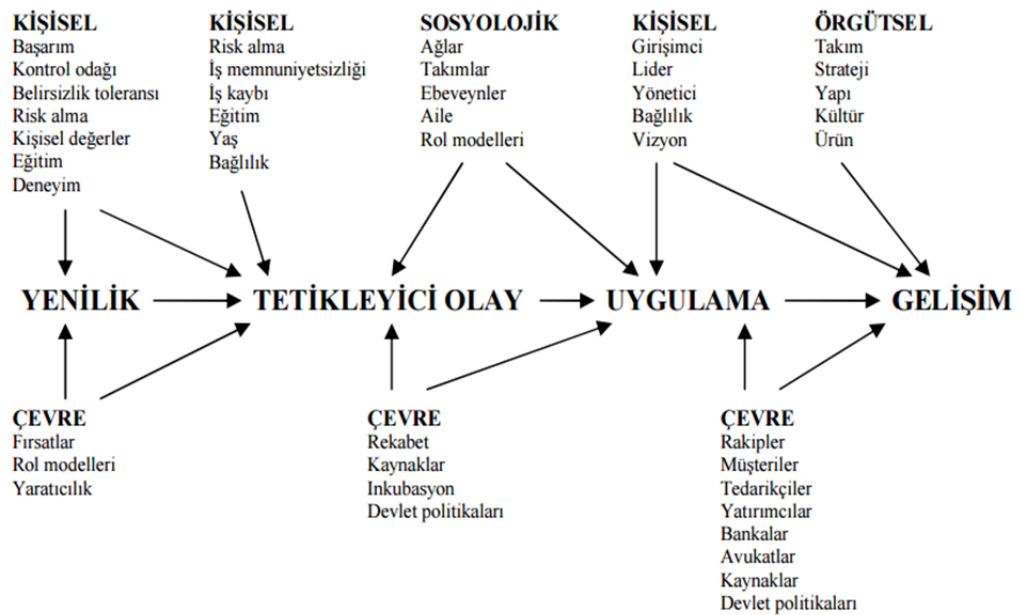 KİŞİSEL
Başarım
Kontrol odağı
Belirsizlik toleransı
Risk alma
Kişisel değerler
Eğitim
Deneyim
KİŞİSEL
Risk alma
İş memnuniyetsizliği
İş kaybı
Eğitim
Yaş
Bağlılık
SOSYOLOJİK
Ağlar
Takımlar
Ebeveynler
Aile
Rol modelleri
KİŞİSEL
Girişimci
Lider
Yönetici
Bağlılık
Vizyon
ÖRGÜTSEL
Takım
Strateji
Yapı
Kültür
Ürün
YENİLİK
TETİKLEYİCİ OLAY
UYGULAMA
GELİŞİM
ÇEVRE
Fırsatlar
Rol modelleri
Yaratıcılık
ÇEVRE
Rekabet
Kaynaklar
Inkubasyon
Devlet politikaları
ÇEVRE
Rakipler
Müşteriler
Tedarikçiler
Yatırımcılar
Bankalar
Avukatlar
Kaynaklar
Devlet politikaları